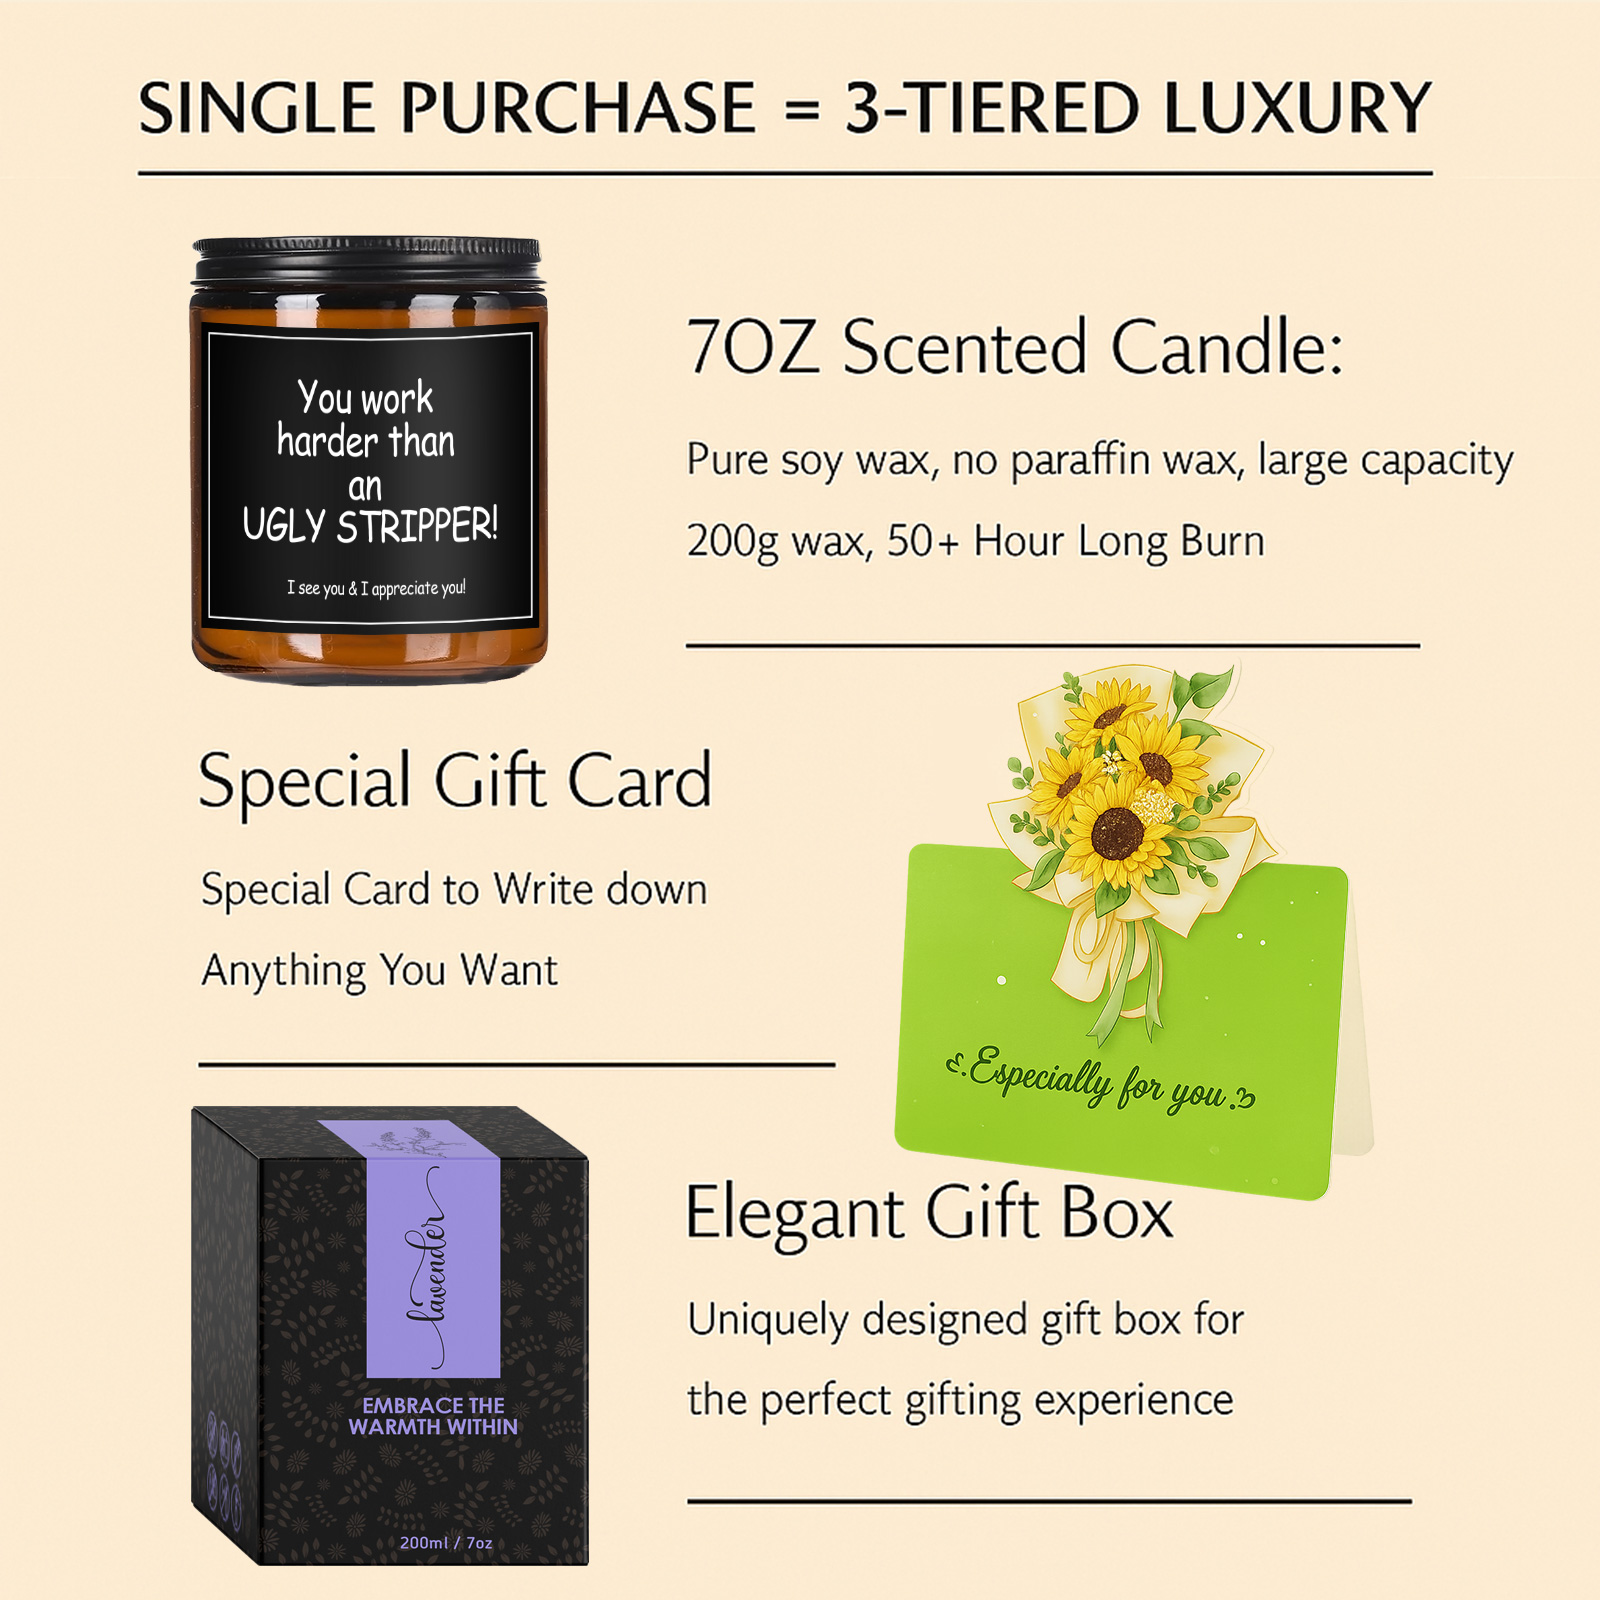 SINGLE PURCHASE = 3-TIERED LUXURY
You work
harder than
an
UGLY STRIPPER!
I see you & I appreciate you!
7OZ Scented Candle:
Pure soy wax, no paraffin wax, large capacity
200g wax, 50+ Hour Long Burn
Special Gift Card
Special Card to Write down
Anything You Want
Especially for you
lavender
EMBRACE THE
WARMTH WITHIN
200ml / 7oz
Elegant Gift Box
Uniquely designed gift box for
the perfect gifting experience